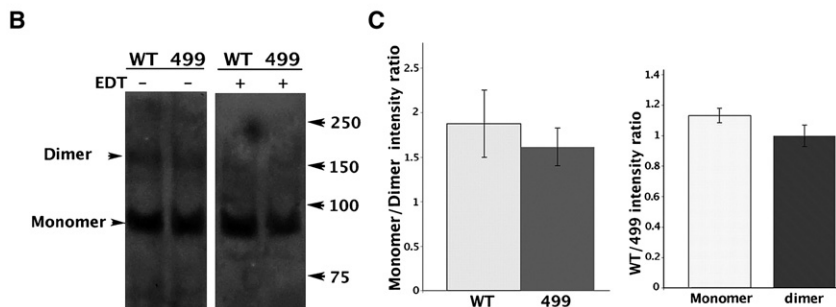 B
WT 499
WT 499
EDT - - + +
250
Dimer
150
100
Monomer
75
C
Monomer/Dimer intensity ratio
2.5
2
1.5
1
0.5
0
WT 499
WT/499 intensity ratio
1.4
1.2
1
0.8
0.6
0.4
0.2
0
Monomer dimer